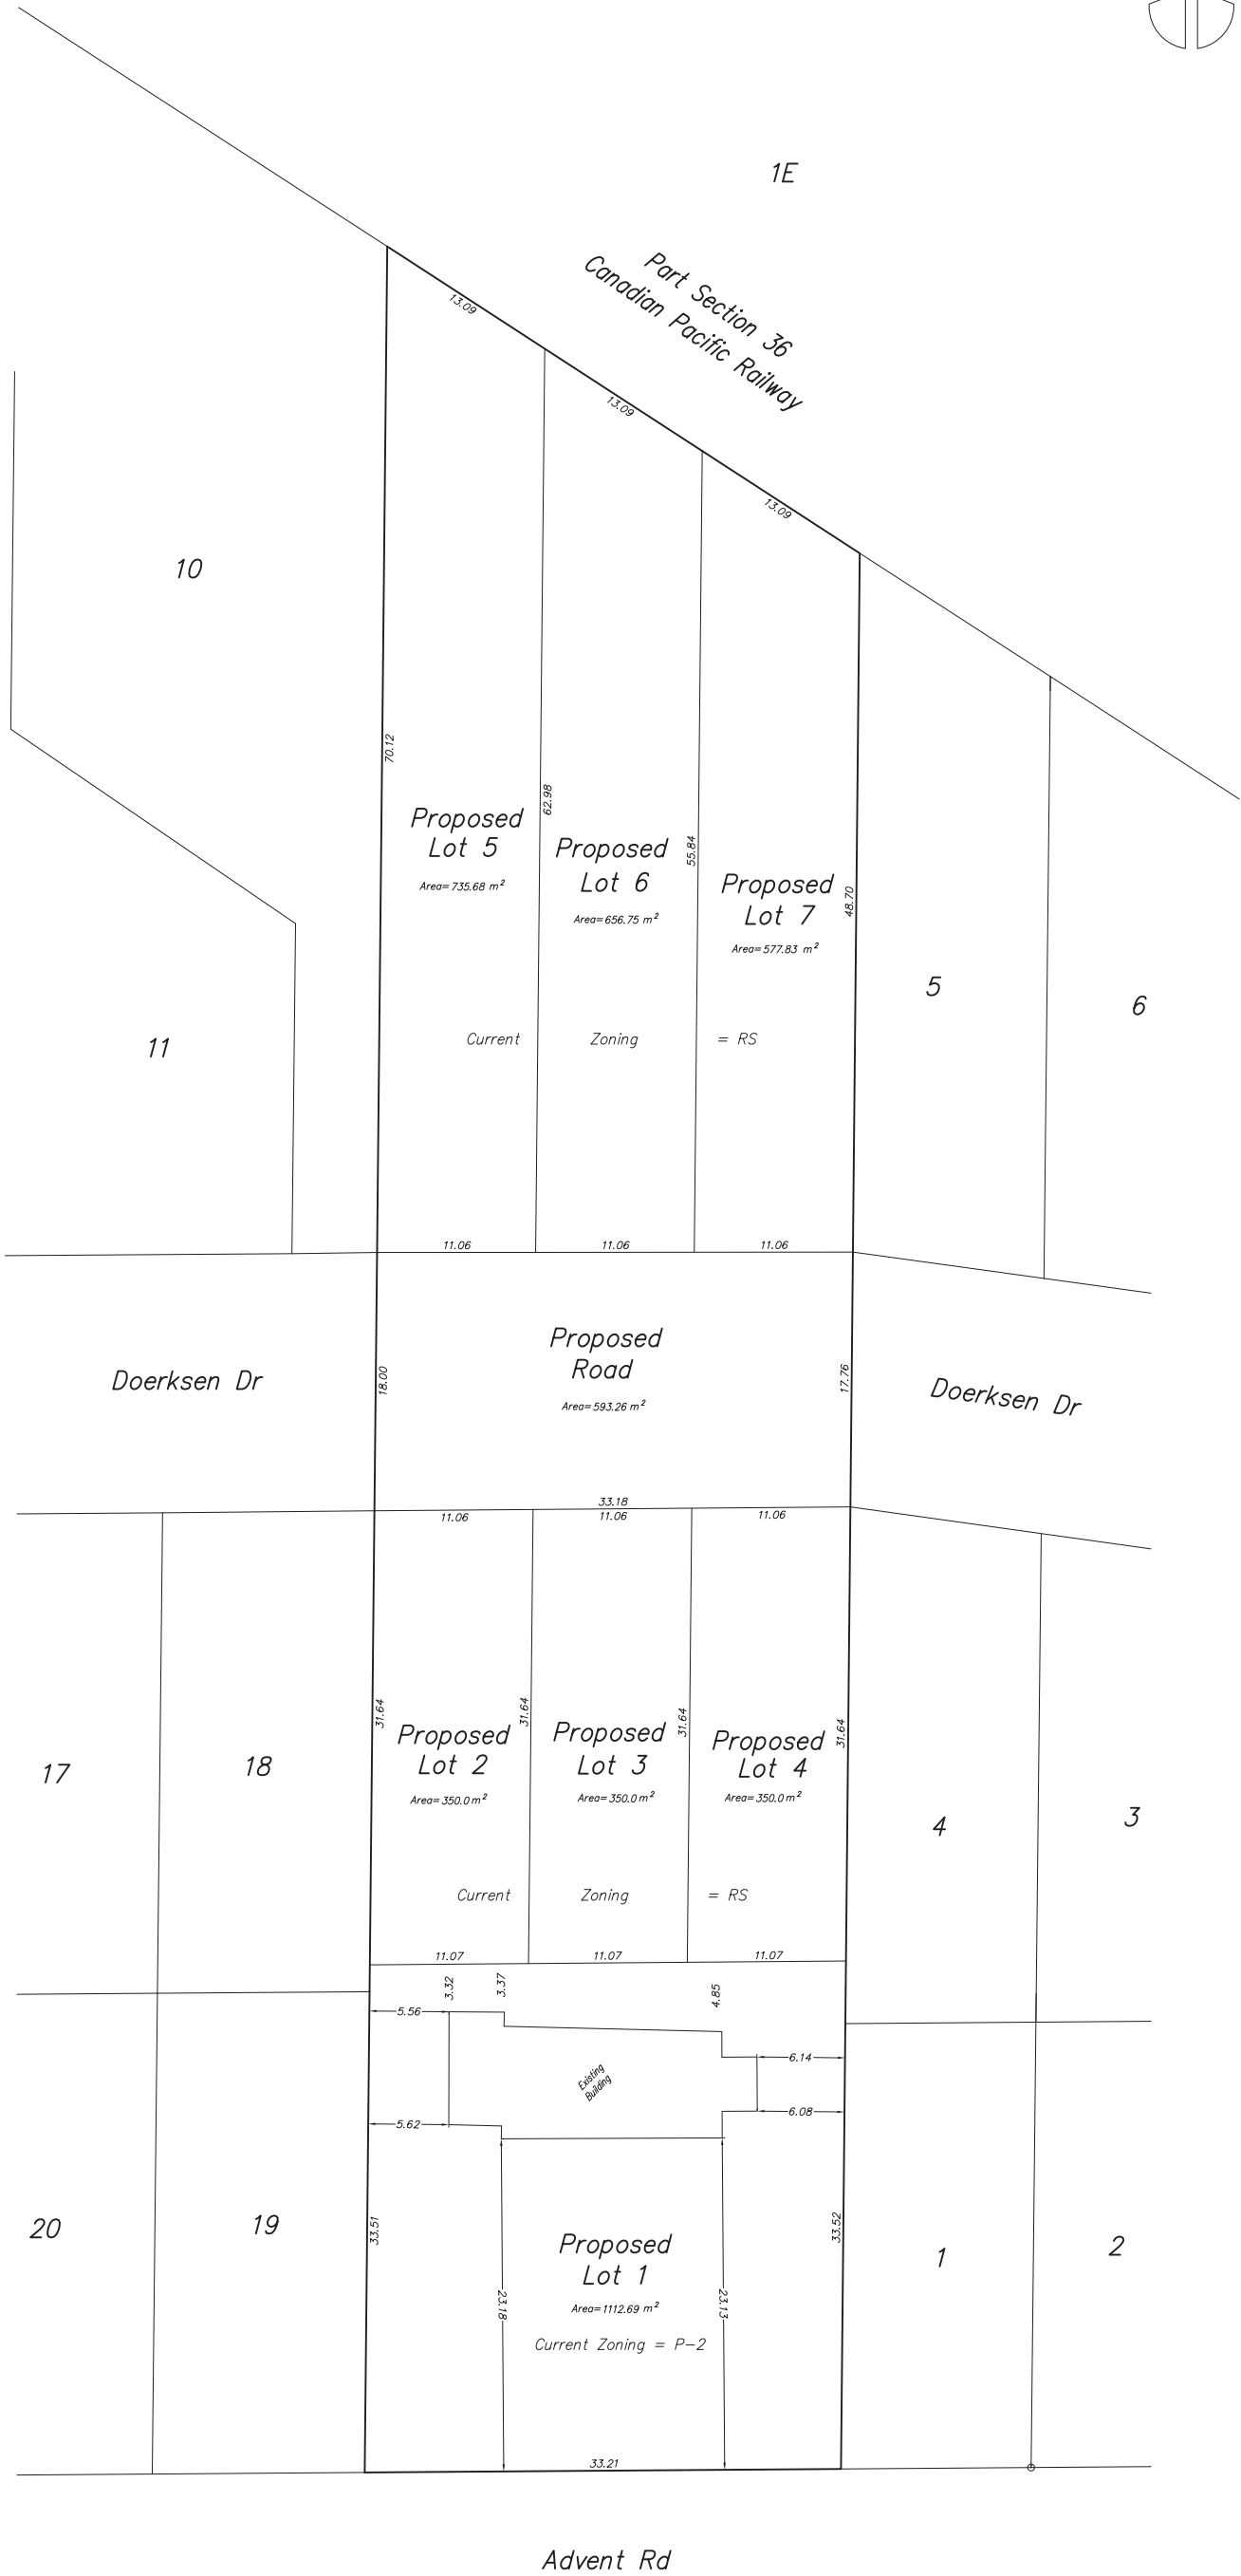 1E
Part Section 36
Canadian Pacific Railway
13.09
13.09
13.09
10
70.12
62.98
55.84
48.70
Proposed
Lot 5
Area=735.68 m²
Proposed
Lot 6
Area=656.75 m²
Proposed
Lot 7
Area=577.83 m²
5
6
11
Current Zoning = RS
11.06
11.06
11.06
Doerksen Dr
18.00
Proposed
Road
Area=593.26 m²
17.76
Doerksen Dr
33.18
11.06
11.06
11.06
31.64
31.64
31.64
31.64
17
18
Proposed
Lot 2
Area=350.0 m²
Proposed
Lot 3
Area=350.0 m²
Proposed
Lot 4
Area=350.0 m²
4
3
Current Zoning = RS
11.07
11.07
11.07
3.32
3.37
4.85
5.56
6.14
Existing
Building
5.62
6.08
20
19
33.51
33.52
Proposed
Lot 1
Area=1112.69 m²
Current Zoning = P-2
23.18
23.13
1
2
33.21
Advent Rd